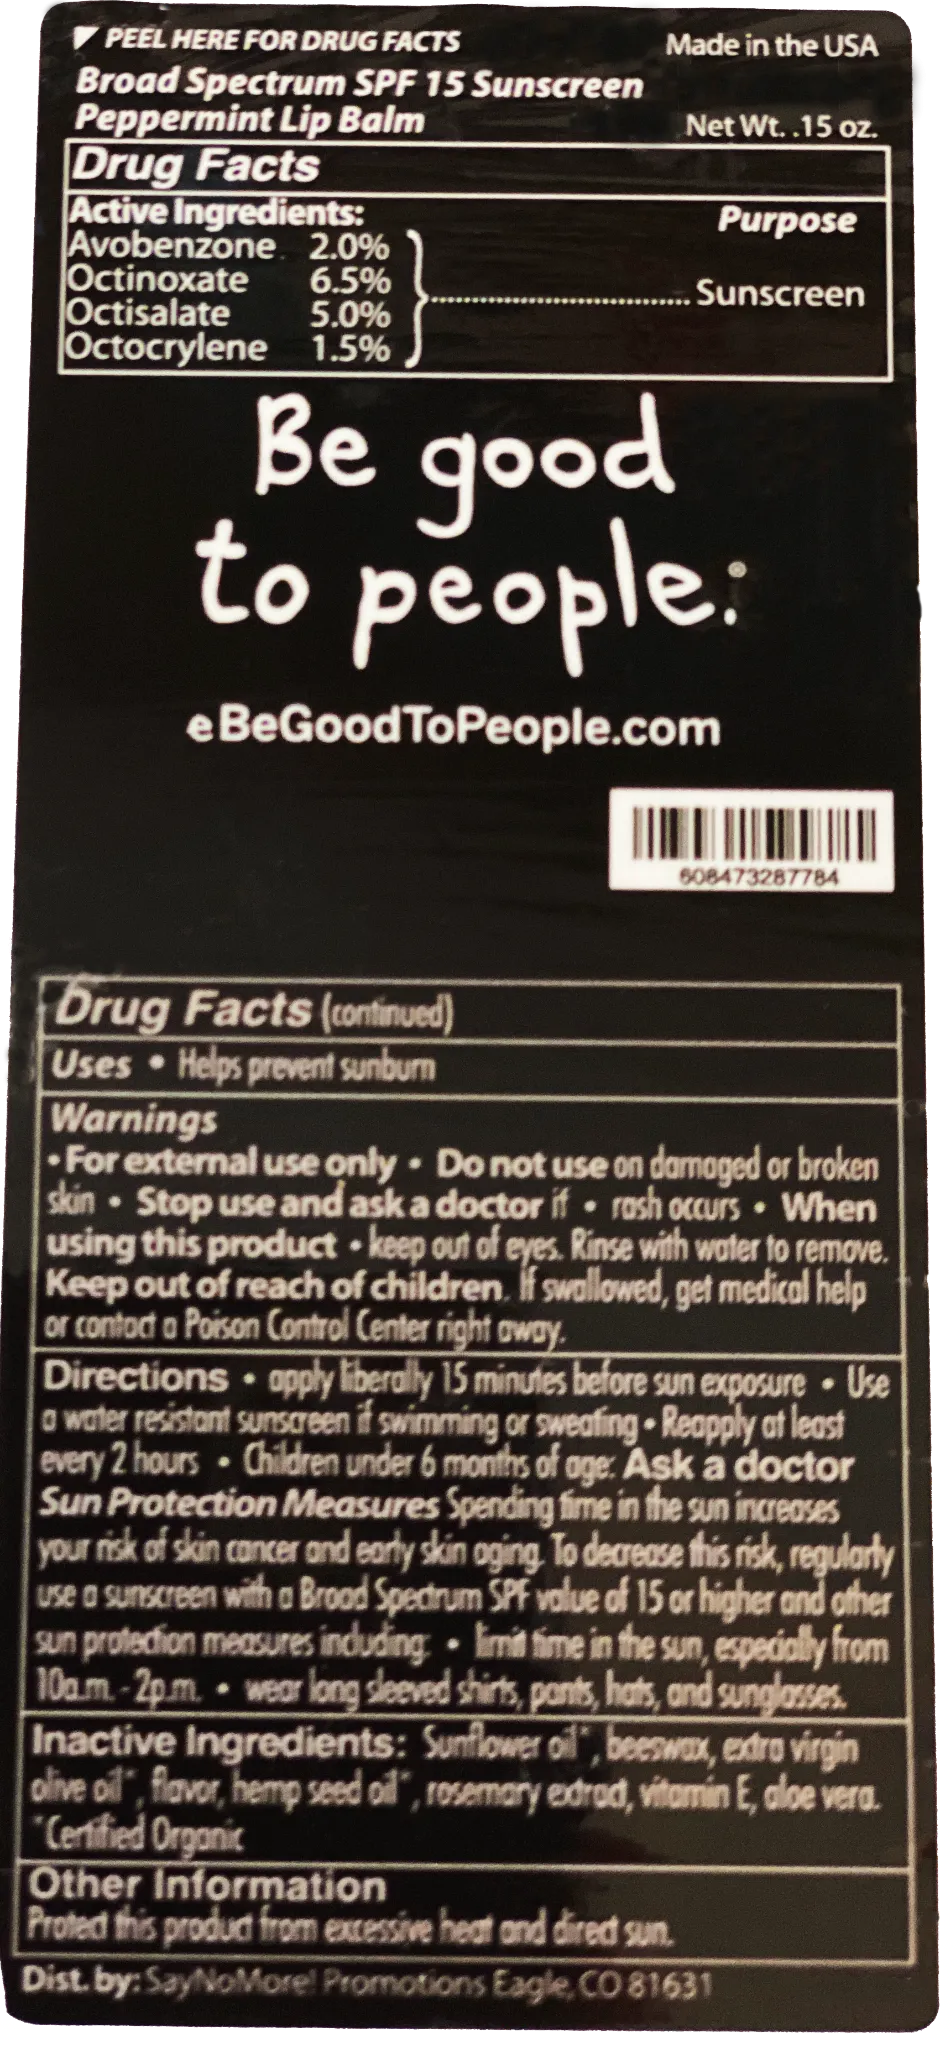 PEEL HERE FOR DRUG FACTS Made in the USA
Broad Spectrum SPF 15 Sunscreen
Peppermint Lip Balm Net Wt. .15 oz.
Drug Facts
Active Ingredients: Purpose
Avobenzone 2.0%
Octinoxate 6.5%
Octisalate 5.0%
Octocrylene 1.5%
Sunscreen
Be good
to people.®
eBeGoodToPeople.com
608473287784
Drug Facts (continued)
Uses • Helps prevent sunburn
Warnings
• For external use only • Do not use on damaged or broken
skin • Stop use and ask a doctor if • rash occurs • When
using this product • keep out of eyes. Rinse with water to remove.
Keep out of reach of children. If swallowed, get medical help
or contact a Poison Control Center right away.
Directions • apply liberally 15 minutes before sun exposure • Use
a water resistant sunscreen if swimming or sweating • Reapply at least
every 2 hours • Children under 6 months of age: Ask a doctor
Sun Protection Measures Spending time in the sun increases
your risk of skin cancer and early skin aging. To decrease this risk, regularly
use a sunscreen with a Broad Spectrum SPF value of 15 or higher and other
sun protection measures including: • limit time in the sun, especially from
10a.m. - 2p.m. • wear long sleeved shirts, pants, hats, and sunglasses.
Inactive Ingredients: Sunflower oil*, beeswax, extra virgin
olive oil*, flavor, hemp seed oil*, rosemary extract, vitamin E, aloe vera.
*Certified Organic
Other Information
Protect this product from excessive heat and direct sun.
Dist. by: SayNoMore! Promotions Eagle, CO 81631